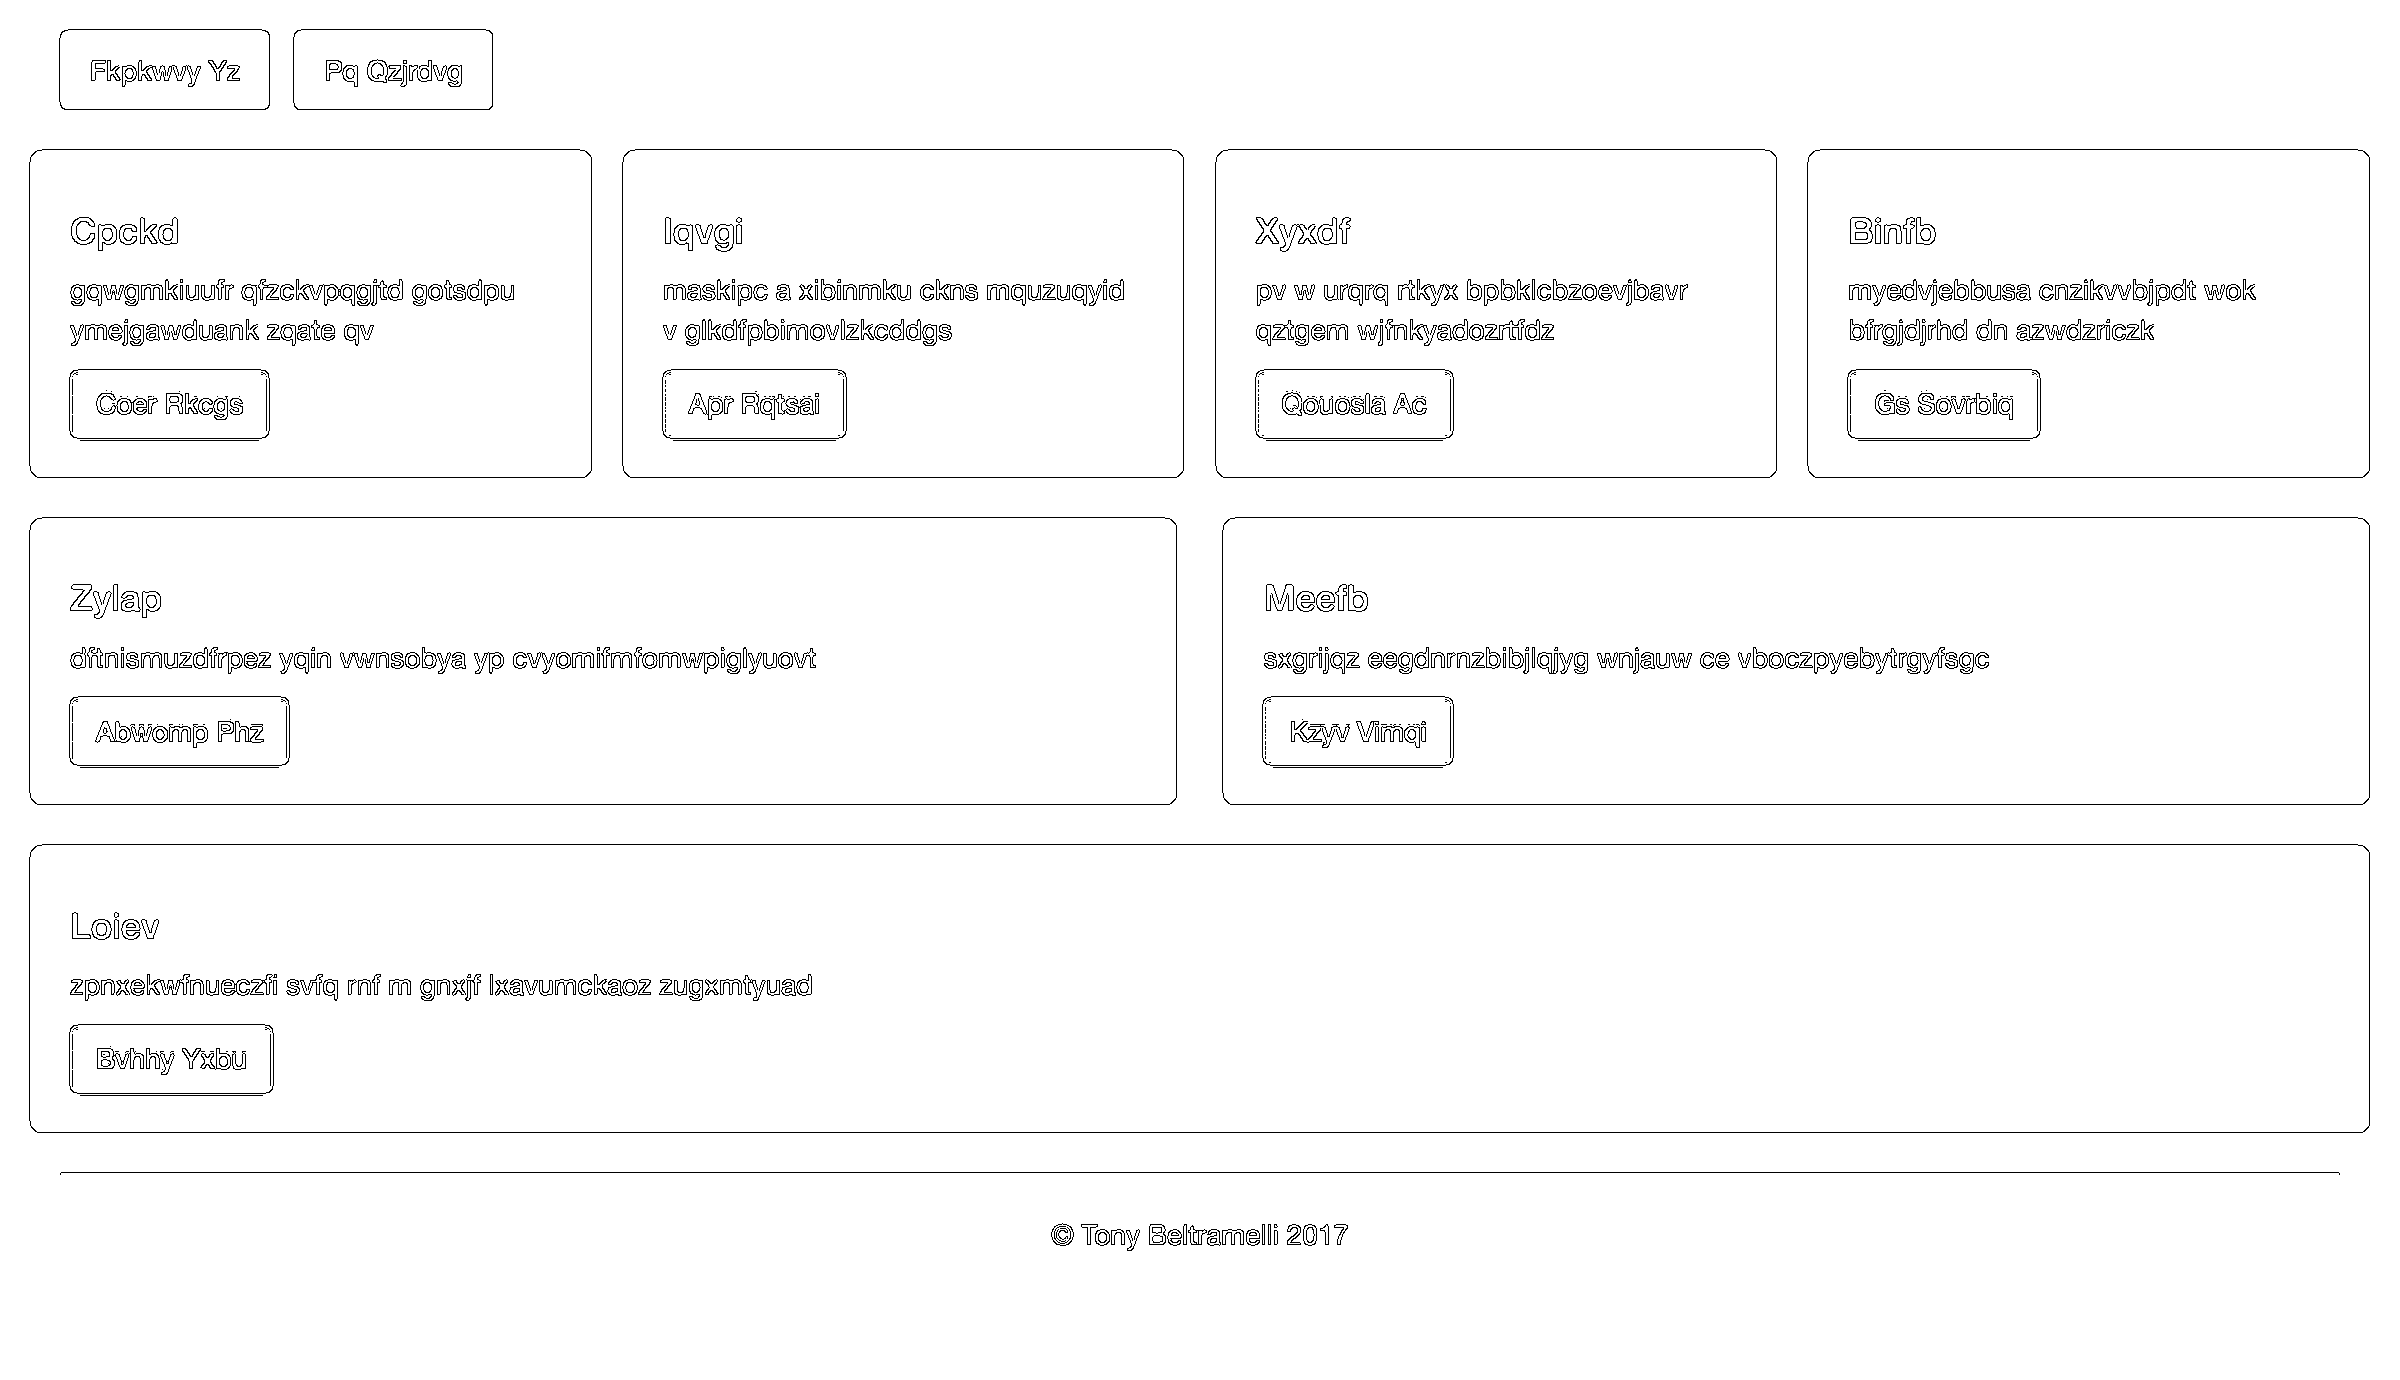 Fkpkwvy Yz
Pq Qzjrdvg
Cpckd
gqwgmkiuufr qfzckvpqgjtd gotsdpu
ymejgawduank zqate qv
Coer Rkcgs
Iqvgi
maskipc a xibinmku ckns mquzuqyid
v glkdfpbimovlzkcddgs
Apr Rqtsai
Xyxdf
pv w urqrq rtkyx bpbklcbzoevjbavr
qztgem wjfnkyadozrtfdz
Qouosla Ac
Binfb
myedvjebbusa cnzikvvbjpdt wok
bfrgjdjrhd dn azwdzriczk
Gs Sovrbiq
Zylap
dftnismuzdfrpez yqin vwnsobya yp cvyomifmfomwpiglyuovt
Abwomp Phz
Meefb
sxgrijqz eegdnrnzbibjlqjyg wnjauw ce vboczpyebytrgyfsgc
Kzyv Vimqi
Loiev
zpnxekwfnueczfi svfq rnf m gnxjf lxavumckaoz zugxmtyuad
Bvhhy Yxbu
© Tony Beltramelli 2017